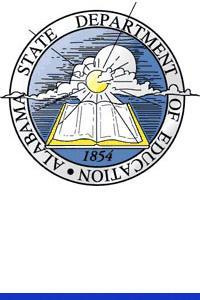 STATE DEPARTMENT OF EDUCATION • ALABAMA
1854